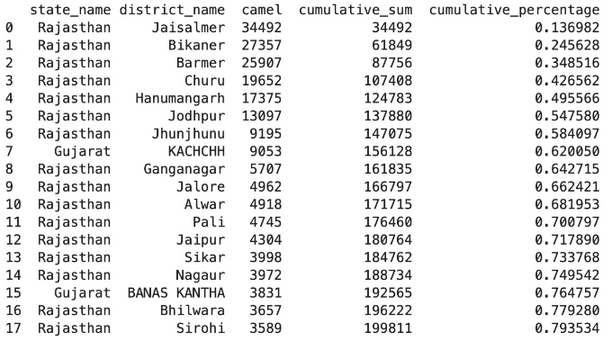 state_name district_name camel cumulative_sum cumulative_percentage
0 Rajasthan Jaisalmer 34492 34492 0.136982
1 Rajasthan Bikaner 27357 61849 0.245628
2 Rajasthan Barmer 25907 87756 0.348516
3 Rajasthan Churu 19652 107408 0.426562
4 Rajasthan Hanumangarh 17375 124783 0.495566
5 Rajasthan Jodhpur 13097 137880 0.547580
6 Rajasthan Jhunjhunu 9195 147075 0.584097
7 Gujarat KACHCHH 9053 156128 0.620050
8 Rajasthan Ganganagar 5707 161835 0.642715
9 Rajasthan Jalore 4962 166797 0.662421
10 Rajasthan Alwar 4918 171715 0.681953
11 Rajasthan Pali 4745 176460 0.700797
12 Rajasthan Jaipur 4304 180764 0.717890
13 Rajasthan Sikar 3998 184762 0.733768
14 Rajasthan Nagaur 3972 188734 0.749542
15 Gujarat BANAS KANTHA 3831 192565 0.764757
16 Rajasthan Bhilwara 3657 196222 0.779280
17 Rajasthan Sirohi 3589 199811 0.793534